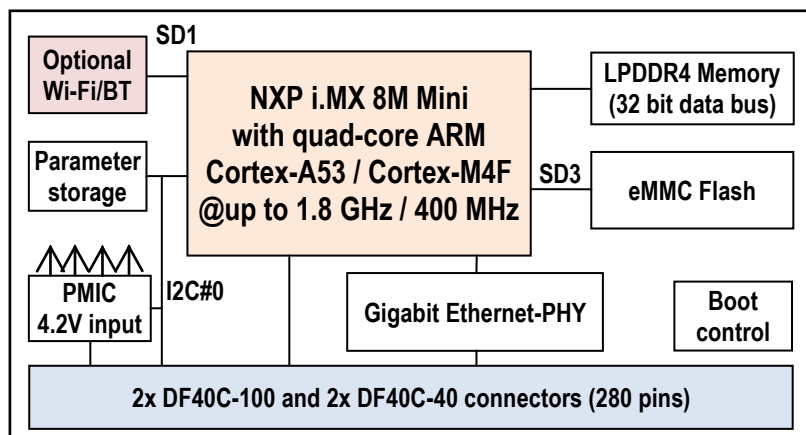 SD1
Optional
Wi-Fi/BT
NXP i.MX 8M Mini
with quad-core ARM
Cortex-A53 / Cortex-M4F
@up to 1.8 GHz / 400 MHz
LPDDR4 Memory
(32 bit data bus)
Parameter
storage
SD3
eMMC Flash
PMIC
4.2V input
I2C#0
Gigabit Ethernet-PHY
Boot
control
2x DF40C-100 and 2x DF40C-40 connectors (280 pins)